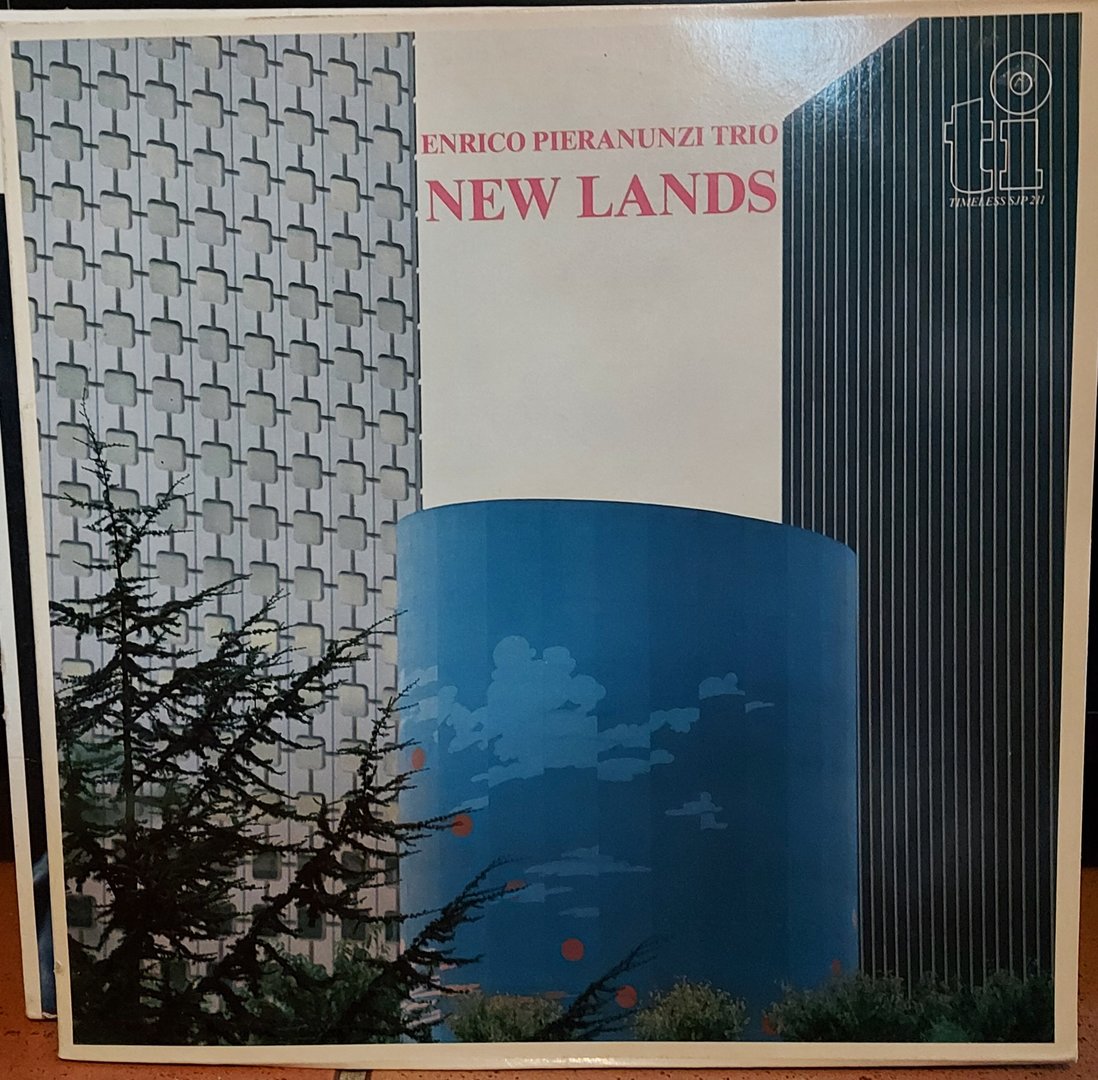 ENRICO PIERANUNZI TRIO
NEW LANDS
ti
TIMELESS SJP 211